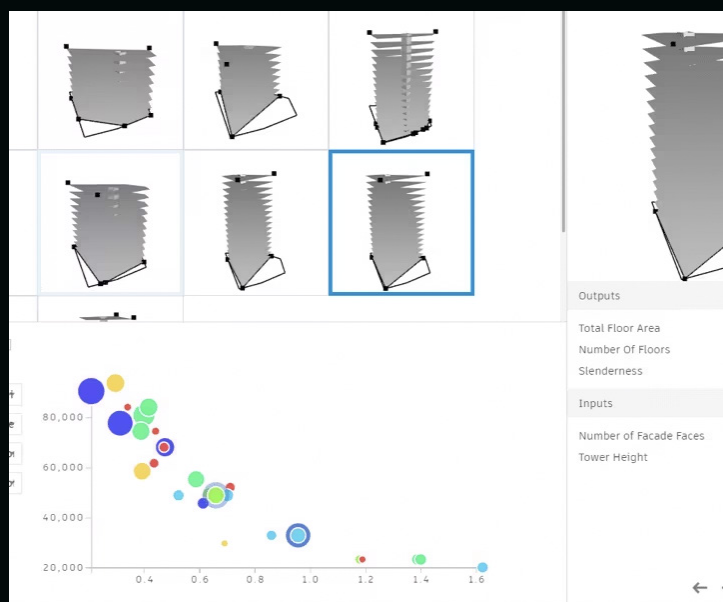 Outputs
Total Floor Area
Number Of Floors
Slenderness
Inputs
Number of Facade Faces
Tower Height
80,000
60,000
40,000
20,000
0.4 0.6 0.8 1.0 1.2 1.4 1.6